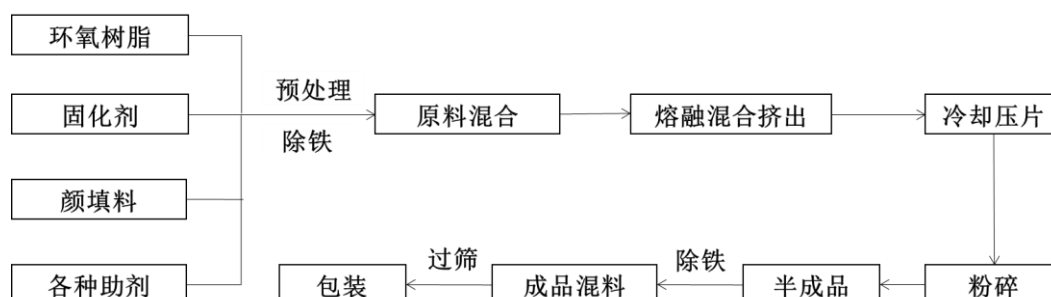 环氧树脂
固化剂
颜填料
各种助剂
预处理
除铁
原料混合
熔融混合挤出
冷却压片
粉碎
半成品
除铁
成品混料
过筛
包装